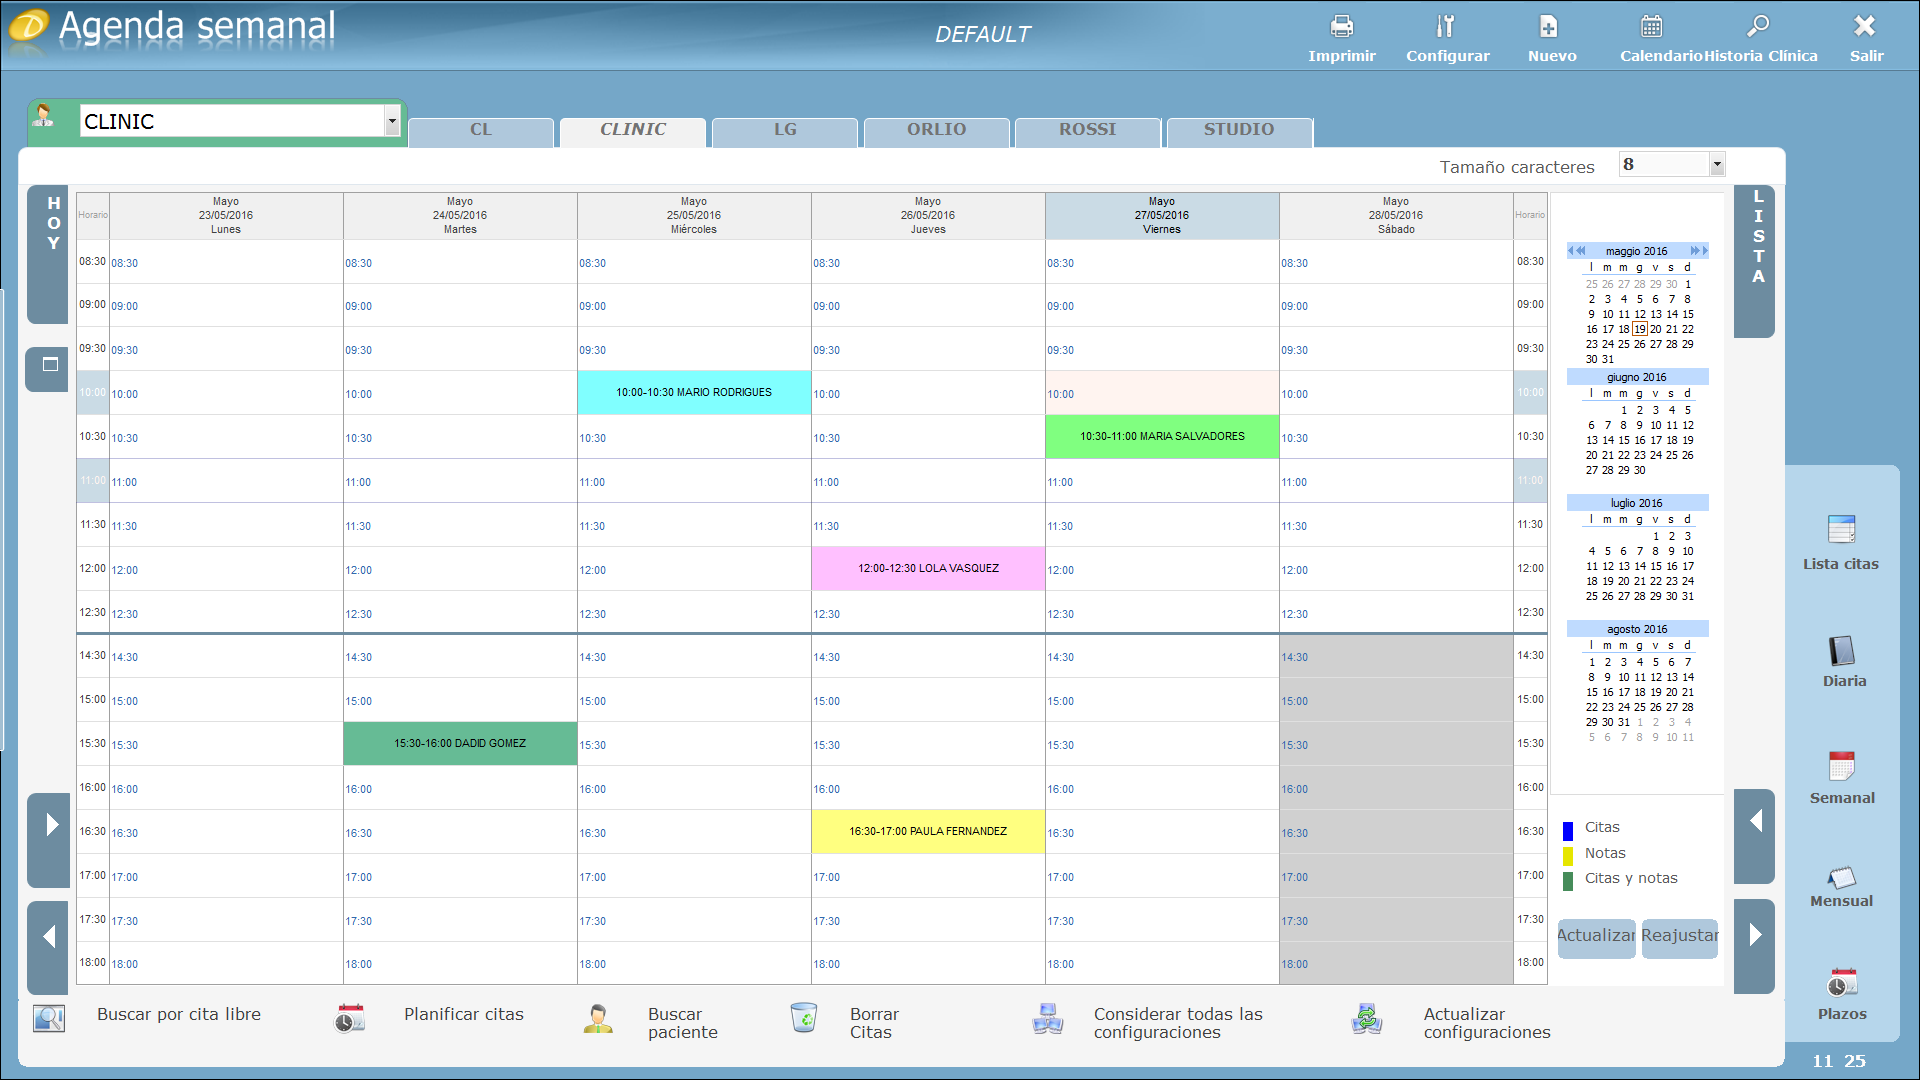 Agenda semanal
DEFAULT
Imprimir
Configurar
Nuevo
Calendario
Historia Clínica
Salir
CLINIC
CL
CLINIC
LG
ORLIO
ROSSI
STUDIO
Tamaño caracteres
8
HOY
LISTA
Horario
Mayo
23/05/2016
Lunes
Mayo
24/05/2016
Martes
Mayo
25/05/2016
Miércoles
Mayo
26/05/2016
Jueves
Mayo
27/05/2016
Viernes
Mayo
28/05/2016
Sábado
Horario
08:30 08:30 08:30 08:30 08:30 08:30 08:30 08:30
09:00 09:00 09:00 09:00 09:00 09:00 09:00 09:00
09:30 09:30 09:30 09:30 09:30 09:30 09:30 09:30
10:00 10:00 10:00 10:00-10:30 MARIO RODRIGUES 10:00 10:00 10:00 10:00
10:30 10:30 10:30 10:30 10:30 10:30-11:00 MARIA SALVADORES 10:30 10:30
11:00 11:00 11:00 11:00 11:00 11:00 11:00 11:00
11:30 11:30 11:30 11:30 11:30 11:30 11:30 11:30
12:00 12:00 12:00 12:00 12:00-12:30 LOLA VASQUEZ 12:00 12:00 12:00
12:30 12:30 12:30 12:30 12:30 12:30 12:30 12:30
14:30 14:30 14:30 14:30 14:30 14:30 14:30 14:30
15:00 15:00 15:00 15:00 15:00 15:00 15:00 15:00
15:30 15:30 15:30-16:00 DADID GOMEZ 15:30 15:30 15:30 15:30 15:30
16:00 16:00 16:00 16:00 16:00 16:00 16:00 16:00
16:30 16:30 16:30 16:30 16:30-17:00 PAULA FERNANDEZ 16:30 16:30 16:30
17:00 17:00 17:00 17:00 17:00 17:00 17:00 17:00
17:30 17:30 17:30 17:30 17:30 17:30 17:30 17:30
18:00 18:00 18:00 18:00 18:00 18:00 18:00 18:00
maggio 2016
l m m g v s d
25 26 27 28 29 30 1
2 3 4 5 6 7 8
9 10 11 12 13 14 15
16 17 18 19 20 21 22
23 24 25 26 27 28 29
30 31
giugno 2016
l m m g v s d
1 2 3 4 5
6 7 8 9 10 11 12
13 14 15 16 17 18 19
20 21 22 23 24 25 26
27 28 29 30
luglio 2016
l m m g v s d
1 2 3
4 5 6 7 8 9 10
11 12 13 14 15 16 17
18 19 20 21 22 23 24
25 26 27 28 29 30 31
agosto 2016
l m m g v s d
1 2 3 4 5 6 7
8 9 10 11 12 13 14
15 16 17 18 19 20 21
22 23 24 25 26 27 28
29 30 31 1 2 3 4
5 6 7 8 9 10 11
Citas
Notas
Citas y notas
Actualizar
Reajustar
Lista citas
Diaria
Semanal
Mensual
Plazos
Buscar por cita libre
Planificar citas
Buscar
paciente
Borrar
Citas
Considerar todas las
configuraciones
Actualizar
configuraciones
11 25